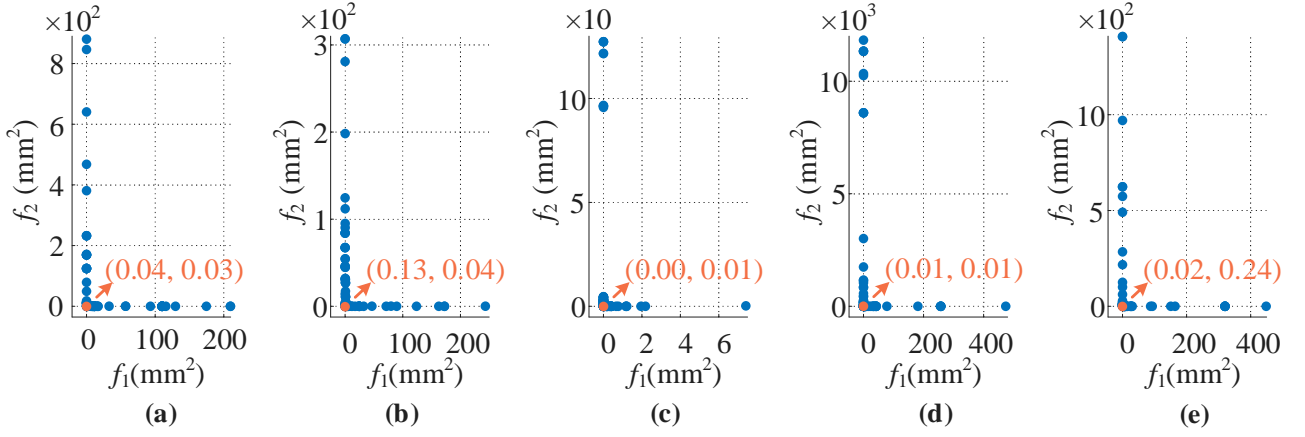 ×10²
8
6
4
2
0
f₂ (mm²)
(0.04, 0.03)
0
100
200
f₁(mm²)
(a)
×10²
3
2
1
0
f₂ (mm²)
(0.13, 0.04)
0
100
200
f₁(mm²)
(b)
×10
10
5
0
f₂ (mm²)
(0.00, 0.01)
0
2
4
6
f₁(mm²)
(c)
×10³
10
5
0
f₂ (mm²)
(0.01, 0.01)
0
200
400
f₁(mm²)
(d)
×10²
10
5
0
f₂ (mm²)
(0.02, 0.24)
0
200
400
f₁(mm²)
(e)